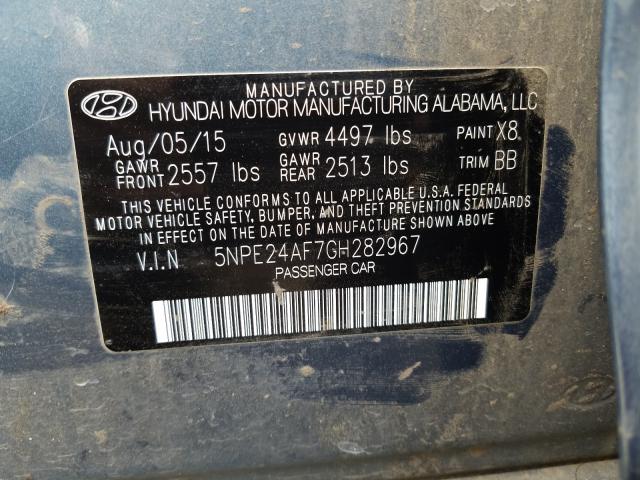 MANUFACTURED BY
HYUNDAI MOTOR MANUFACTURING ALABAMA, LLC
Aug/05/15 GVWR 4497 lbs PAINT X8
GAWR FRONT 2557 lbs GAWR REAR 2513 lbs TRIM BB
THIS VEHICLE CONFORMS TO ALL APPLICABLE U.S.A. FEDERAL
MOTOR VEHICLE SAFETY, BUMPER, AND THEFT PREVENTION STANDARDS
IN EFFECT ON THE DATE OF MANUFACTURE SHOWN ABOVE.
V.I.N 5NPE24AF7GH282967
PASSENGER CAR